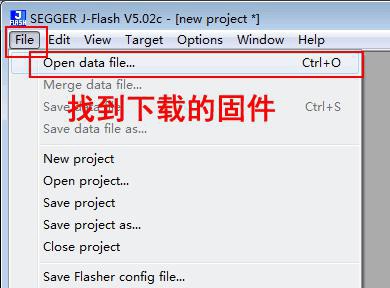 SEGGER J-Flash V5.02c - [new project *]
File Edit View Target Options Window Help
Open data file... Ctrl+O
Merge data file...
Save data file Ctrl+S
找到下载的固件
Save data file as...
New project
Open project...
Save project
Save project as...
Close project
Save Flasher config file...